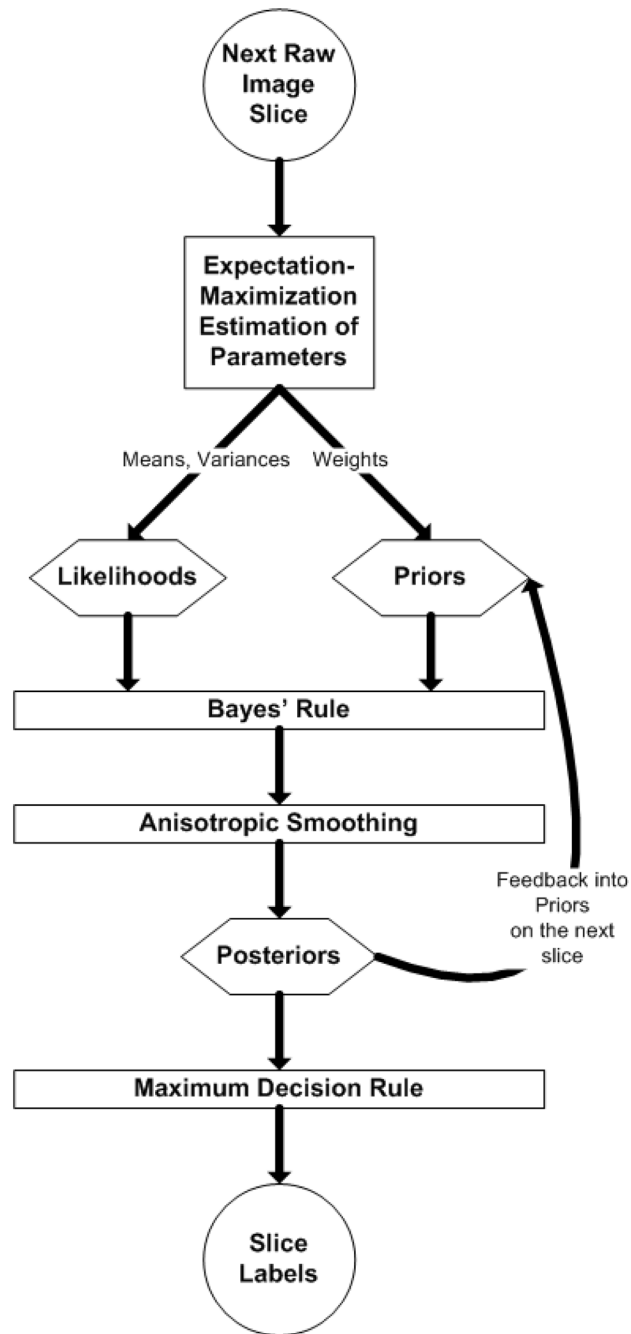 Next Raw
Image
Slice
Expectation-
Maximization
Estimation of
Parameters
Means, Variances
Weights
Likelihoods
Priors
Bayes' Rule
Anisotropic Smoothing
Feedback into
Priors
on the next
slice
Posteriors
Maximum Decision Rule
Slice
Labels